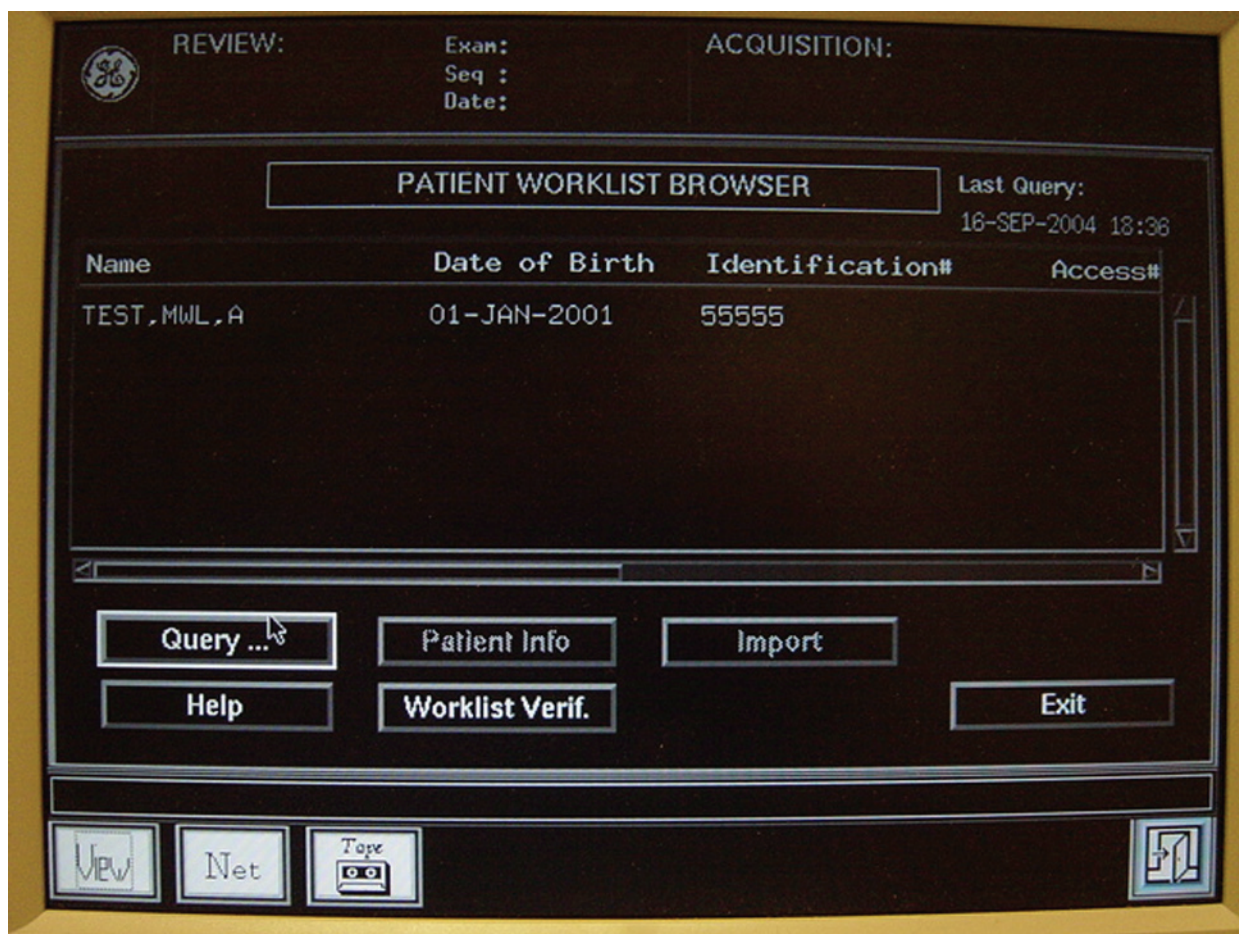 REVIEW: Exam: ACQUISITION:
Seq :
Date:
PATIENT WORKLIST BROWSER Last Query:
16-SEP-2004 18:36
Name Date of Birth Identification# Access#
TEST,MWL,A 01-JAN-2001 55555
Query ... Patient Info Import
Help Worklist Verif. Exit
View Net Tape